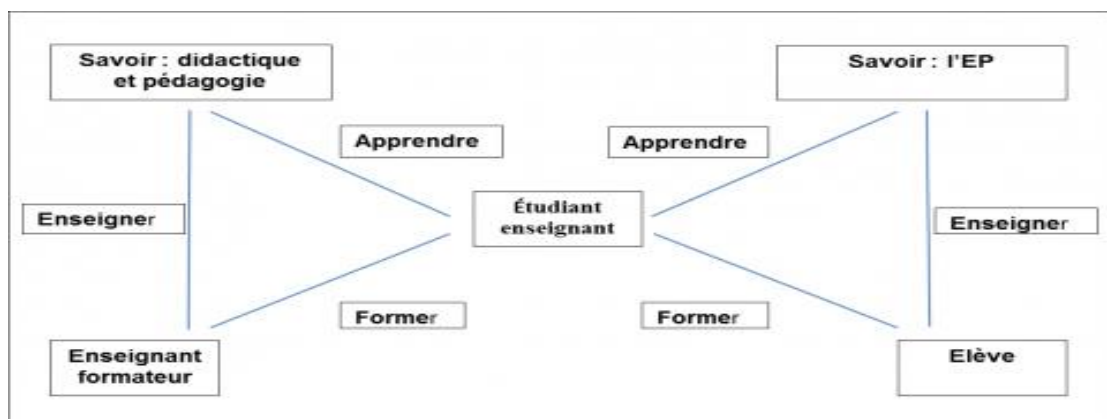 Savoir : didactique
et pédagogie
Savoir : l'EP
Apprendre
Apprendre
Étudiant
enseignant
Enseigner
Enseigner
Former
Former
Enseignant
formateur
Elève